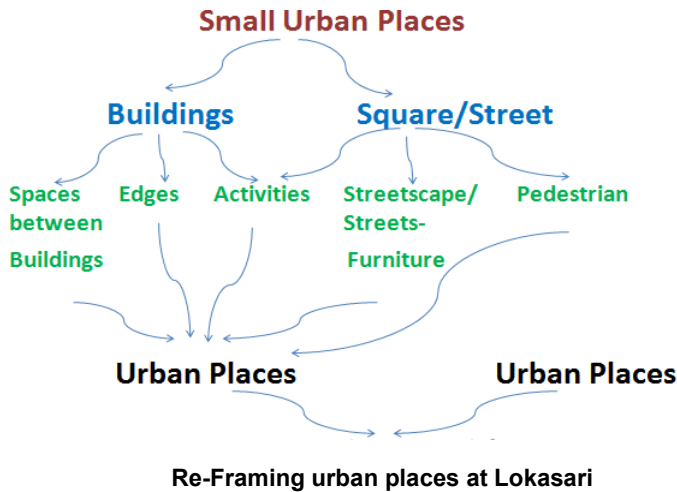 Small Urban Places
Buildings
Square/Street
Spaces
between
Buildings
Edges
Activities
Streetscape/
Streets-
Furniture
Pedestrian
Urban Places
Urban Places
Re-Framing urban places at Lokasari